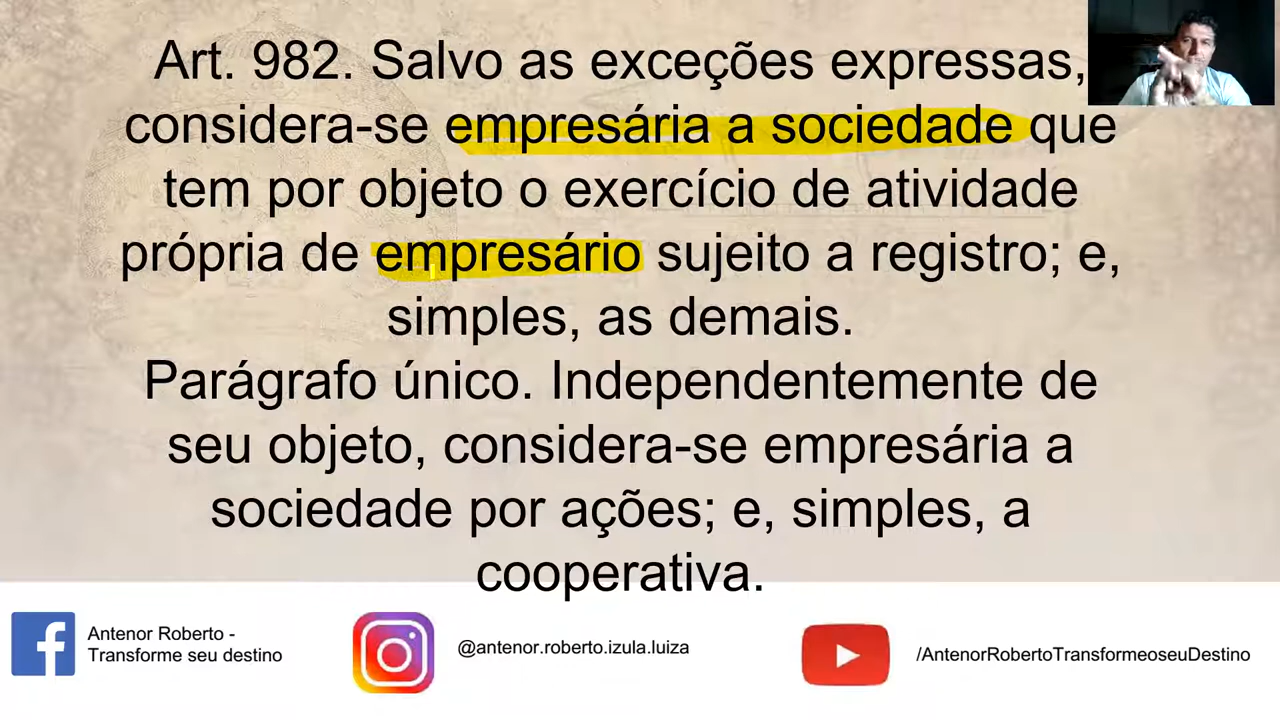 Art. 982. Salvo as exceções expressas,
considera-se empresária a sociedade que
tem por objeto o exercício de atividade
própria de empresário sujeito a registro; e,
simples, as demais.
Parágrafo único. Independentemente de
seu objeto, considera-se empresária a
sociedade por ações; e, simples, a
cooperativa.
Antenor Roberto -
Transforme seu destino
@antenor.roberto.izula.luiza
/AntenorRobertoTransformeoseuDestino